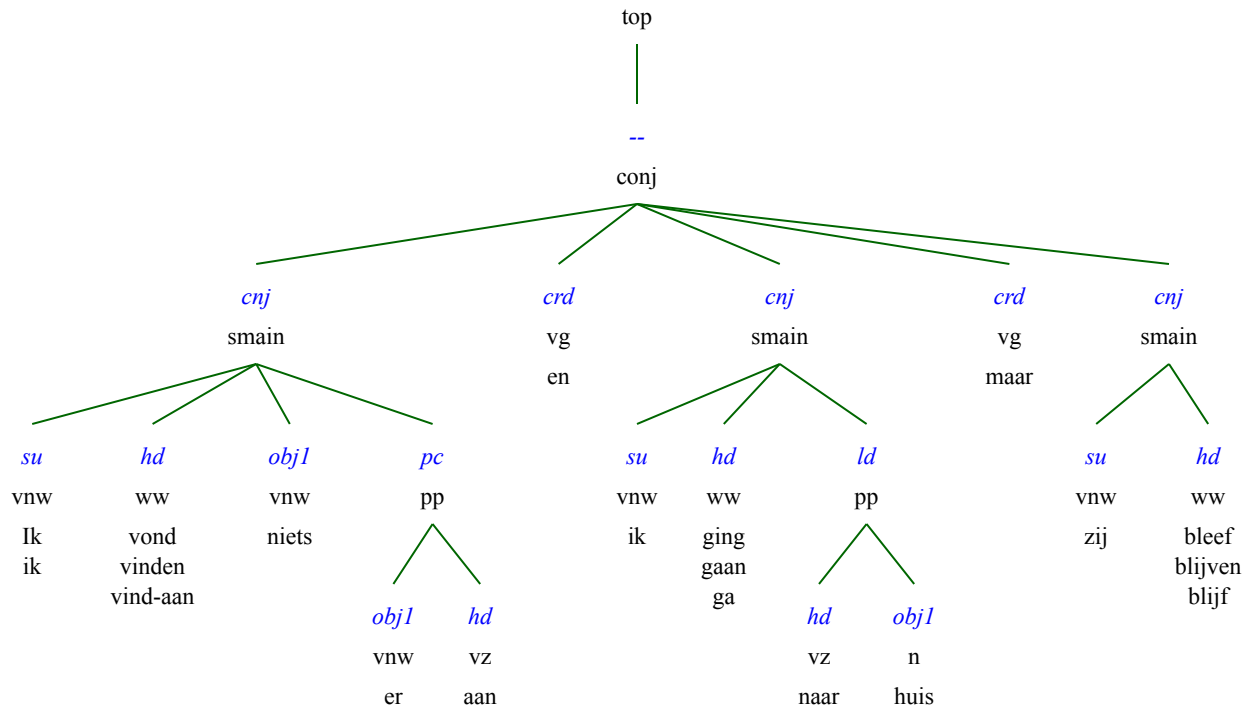 top
--
conj
cnj crd cnj crd cnj
smain vg smain vg smain
en maar
su hd obj1 pc su hd ld su hd
vnw ww vnw pp vnw ww pp vnw ww
Ik vond niets ik ging zij bleef
ik vinden gaan blijven
vind-aan ga blijf
obj1 hd hd obj1
vnw vz vz n
er aan naar huis